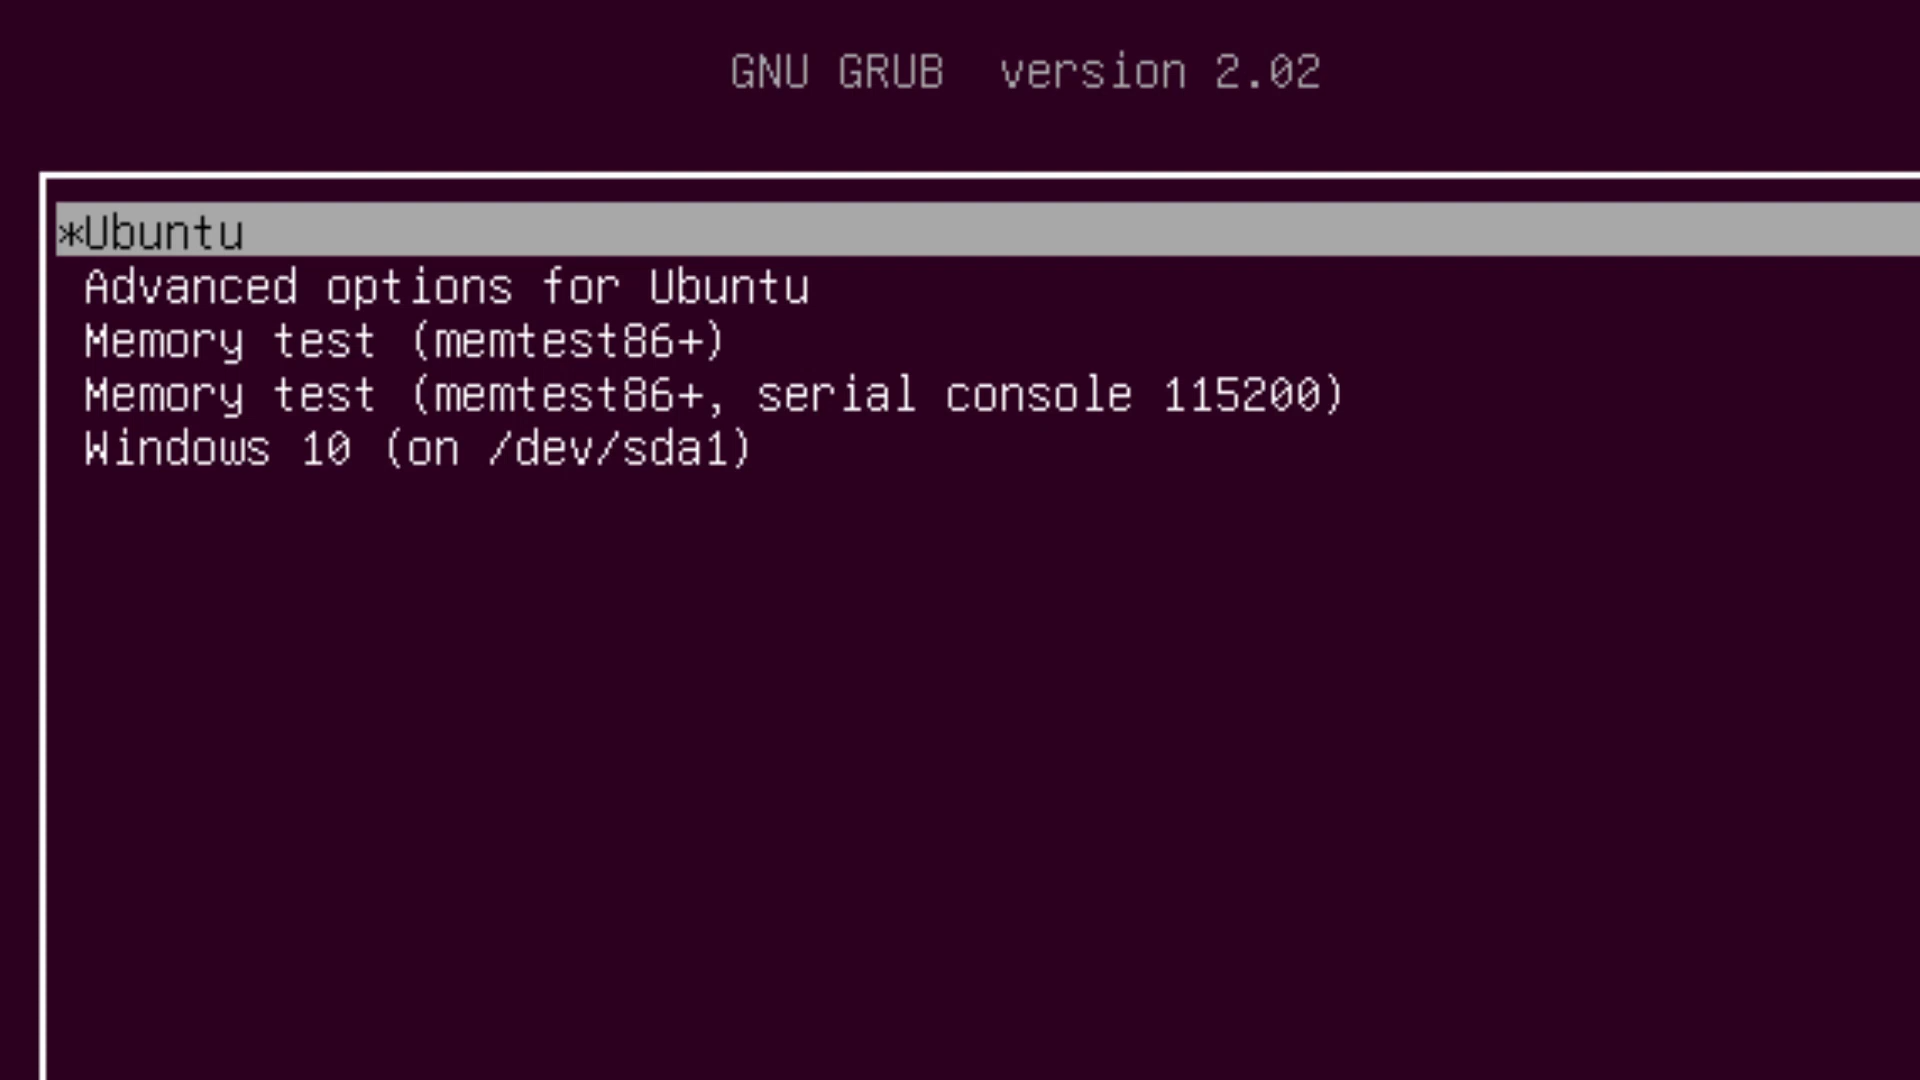 GNU GRUB  version 2.02
*Ubuntu
Advanced options for Ubuntu
Memory test (memtest86+)
Memory test (memtest86+, serial console 115200)
Windows 10 (on /dev/sda1)